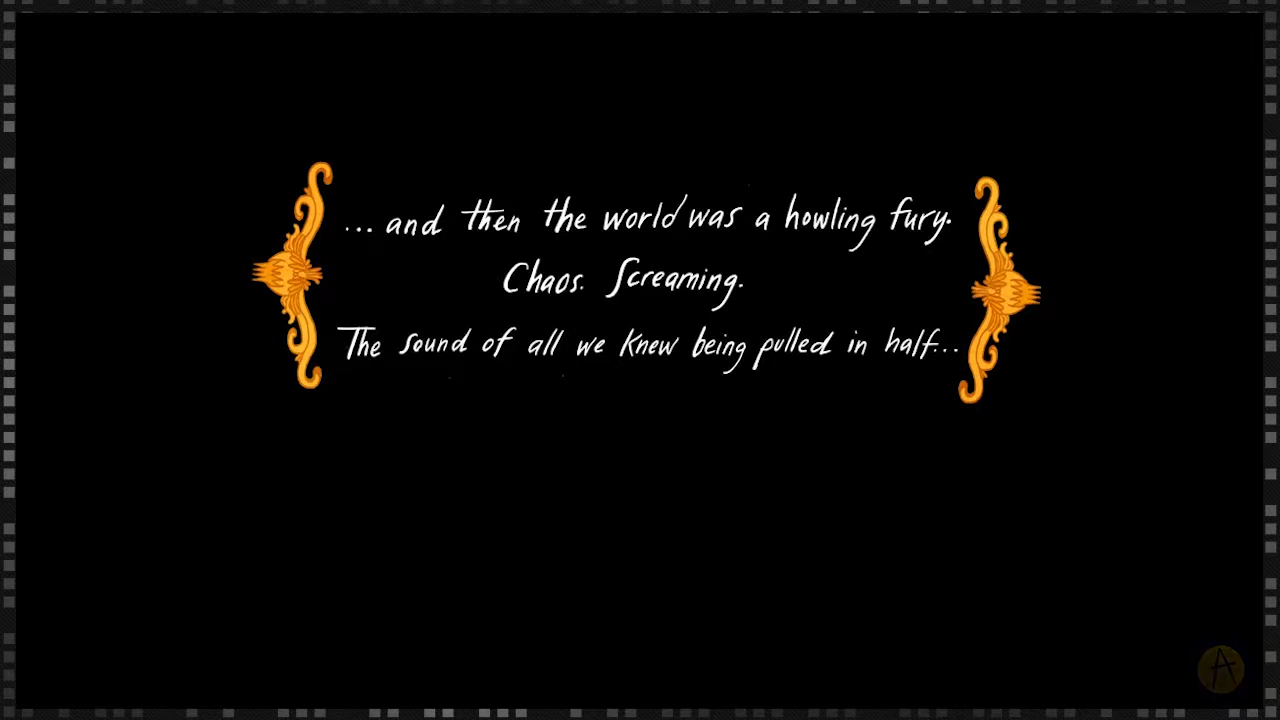 ...and then the world was a howling fury.
Chaos. Screaming.
The sound of all we knew being pulled in half...
A